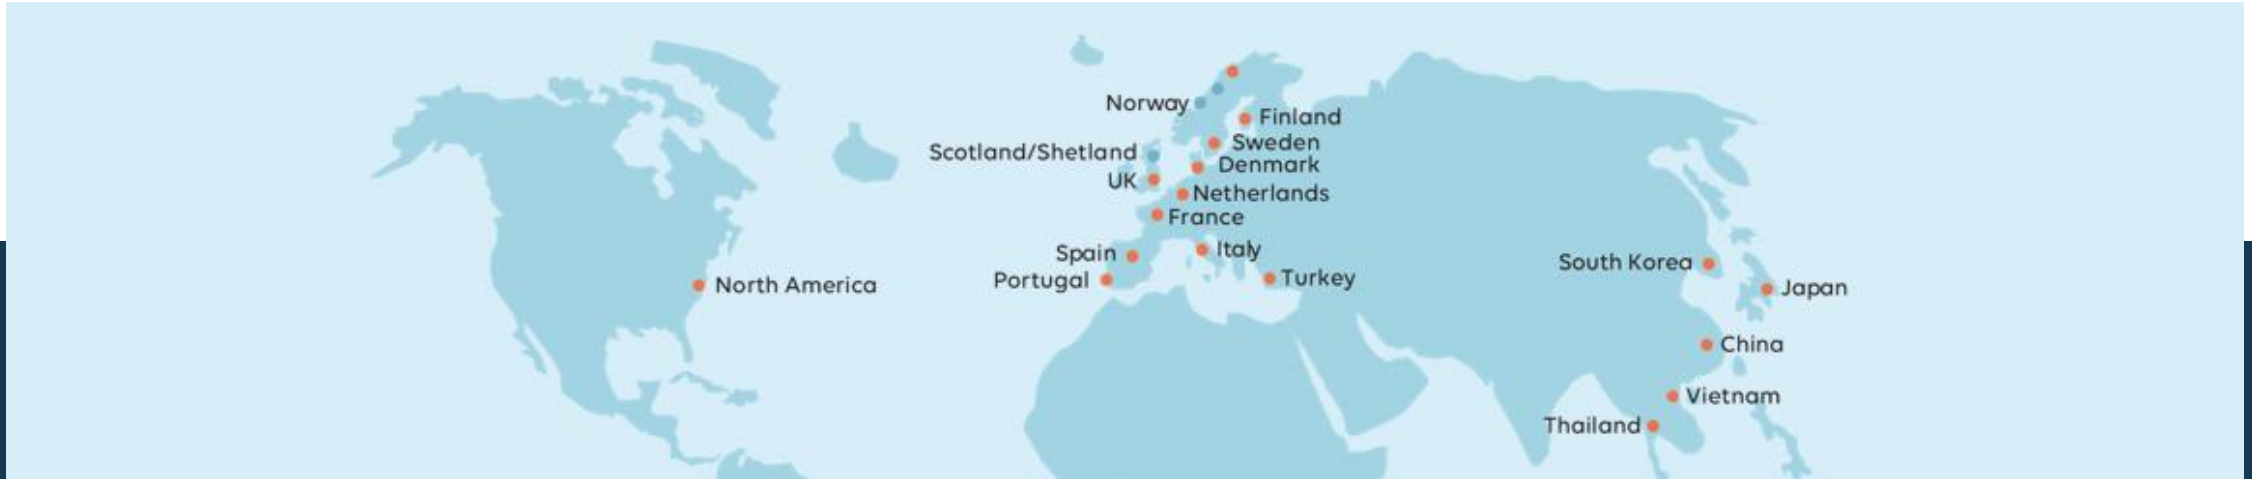 Norway
Finland
Sweden
Scotland/Shetland
Denmark
UK
Netherlands
France
Spain
Italy
Portugal
Turkey
North America
South Korea
Japan
China
Vietnam
Thailand